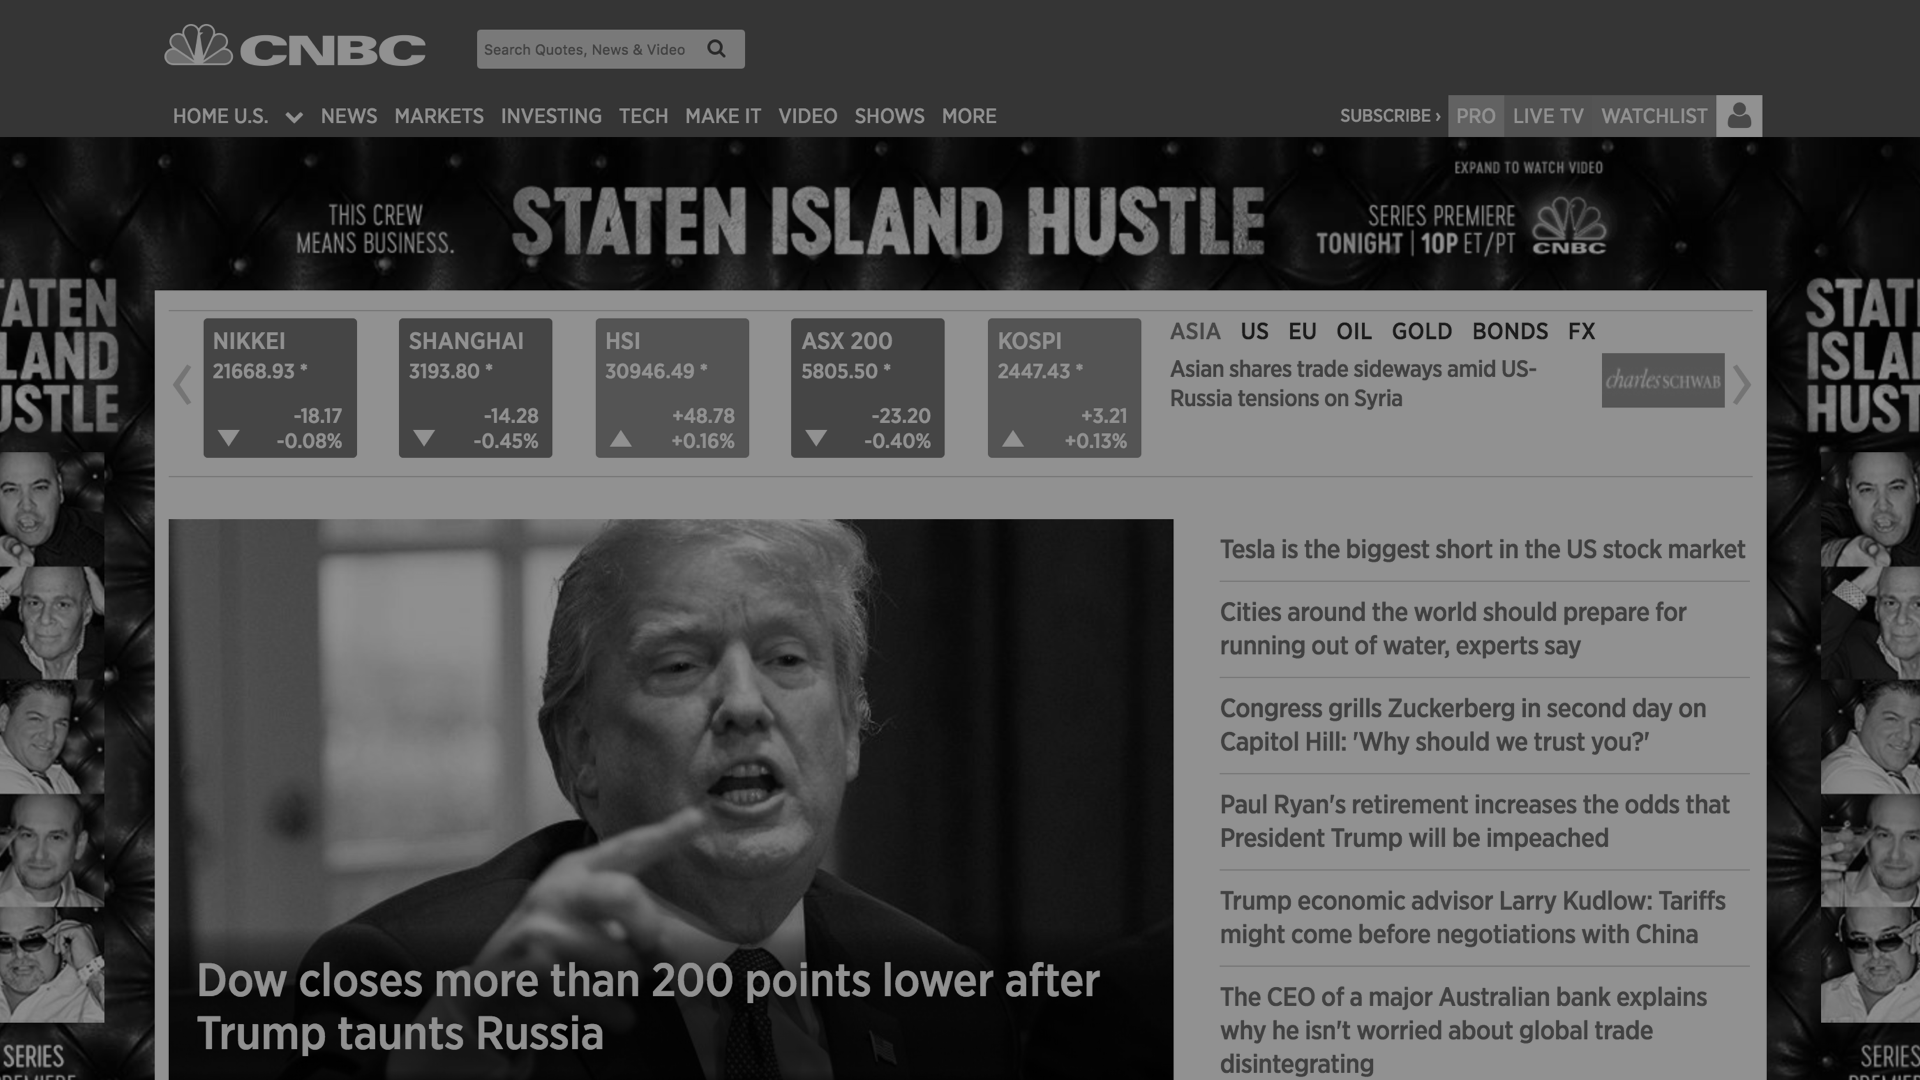 CNBC
Search Quotes, News & Video
HOME U.S. NEWS MARKETS INVESTING TECH MAKE IT VIDEO SHOWS MORE
SUBSCRIBE › PRO LIVE TV WATCHLIST
EXPAND TO WATCH VIDEO
THIS CREW
MEANS BUSINESS.
STATEN ISLAND HUSTLE
SERIES PREMIERE
TONIGHT | 10P ET/PT
CNBC
TATEN
LAND
USTLE
STAT
ISLA
HUST
NIKKEI
21668.93 *
-18.17
-0.08%
SHANGHAI
3193.80 *
-14.28
-0.45%
HSI
30946.49 *
+48.78
+0.16%
ASX 200
5805.50 *
-23.20
-0.40%
KOSPI
2447.43 *
+3.21
+0.13%
ASIA US EU OIL GOLD BONDS FX
Asian shares trade sideways amid US-
Russia tensions on Syria
charles SCHWAB
Dow closes more than 200 points lower after
Trump taunts Russia
Tesla is the biggest short in the US stock market
Cities around the world should prepare for
running out of water, experts say
Congress grills Zuckerberg in second day on
Capitol Hill: 'Why should we trust you?'
Paul Ryan's retirement increases the odds that
President Trump will be impeached
Trump economic advisor Larry Kudlow: Tariffs
might come before negotiations with China
The CEO of a major Australian bank explains
why he isn't worried about global trade
disintegrating
SERIES
SERIES